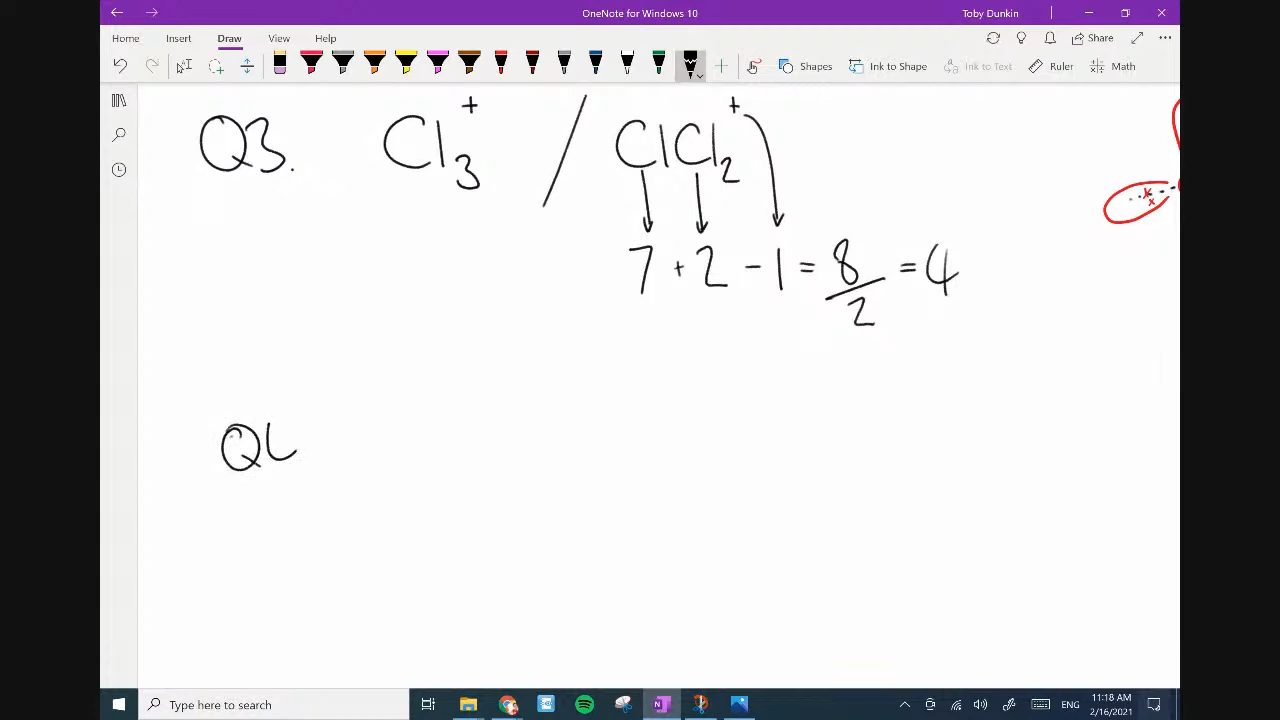 OneNote for Windows 10
Toby Dunkin
Home Insert Draw View Help
Share
Shapes Ink to Shape Ink to Text Ruler Math
Q3. Cl₃⁺ / ClCl₂⁺
7 + 2 - 1 = 8/2 = 4
Q
Type here to search
ENG
11:18 AM
2/16/2021